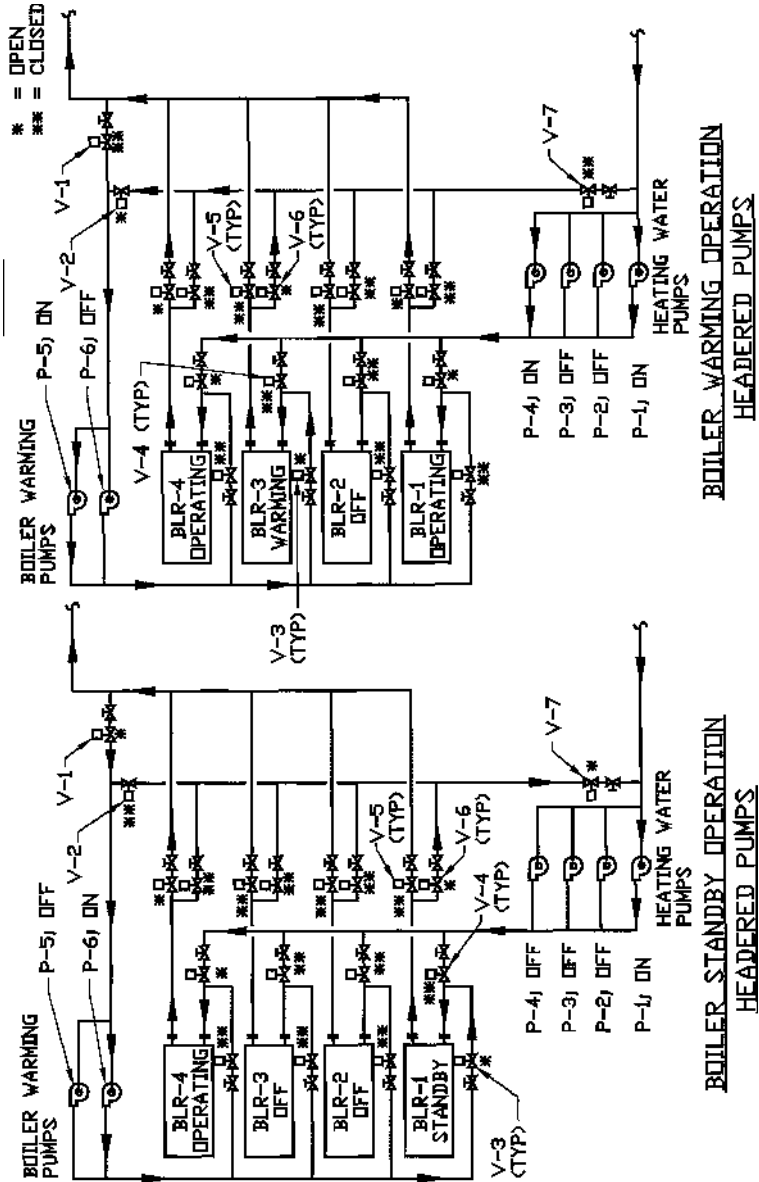 * = OPEN
** = CLOSED
BOILER WARMING
PUMPS
P-5, OFF
P-6, ON
V-2
V-1
BLR-4
OPERATING
BLR-3
OFF
BLR-2
OFF
BLR-1
STANDBY
V-3
(TYP)
V-4
(TYP)
V-5
(TYP)
V-6
(TYP)
V-7
P-4, OFF
P-3, OFF
P-2, OFF
P-1, ON
HEATING WATER
PUMPS
BOILER STANDBY OPERATION
HEADERED PUMPS
BOILER WARMING
PUMPS
P-5, ON
P-6, OFF
V-2
V-1
V-4 (TYP)
V-3
(TYP)
BLR-4
OPERATING
BLR-3
WARMING
BLR-2
OFF
BLR-1
OPERATING
V-5
(TYP)
V-6
(TYP)
V-7
P-4, ON
P-3, OFF
P-2, OFF
P-1, ON
HEATING WATER
PUMPS
BOILER WARMING OPERATION
HEADERED PUMPS